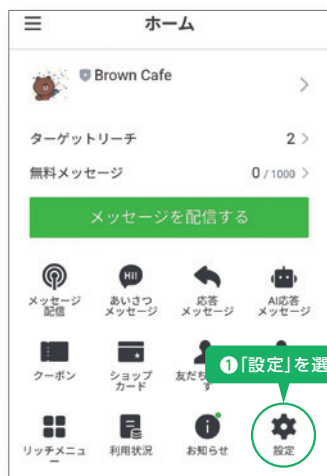 ホーム
Brown Cafe
ターゲットリーチ 2
無料メッセージ 0 / 1000
メッセージを配信する
メッセージ
配信
あいさつ
メッセージ
応答
メッセージ
AI応答
メッセージ
Hi!
クーポン
ショップ
カード
友だち
す
❶「設定」を選
リッチメニュ
ー
利用状況
お知らせ
設定